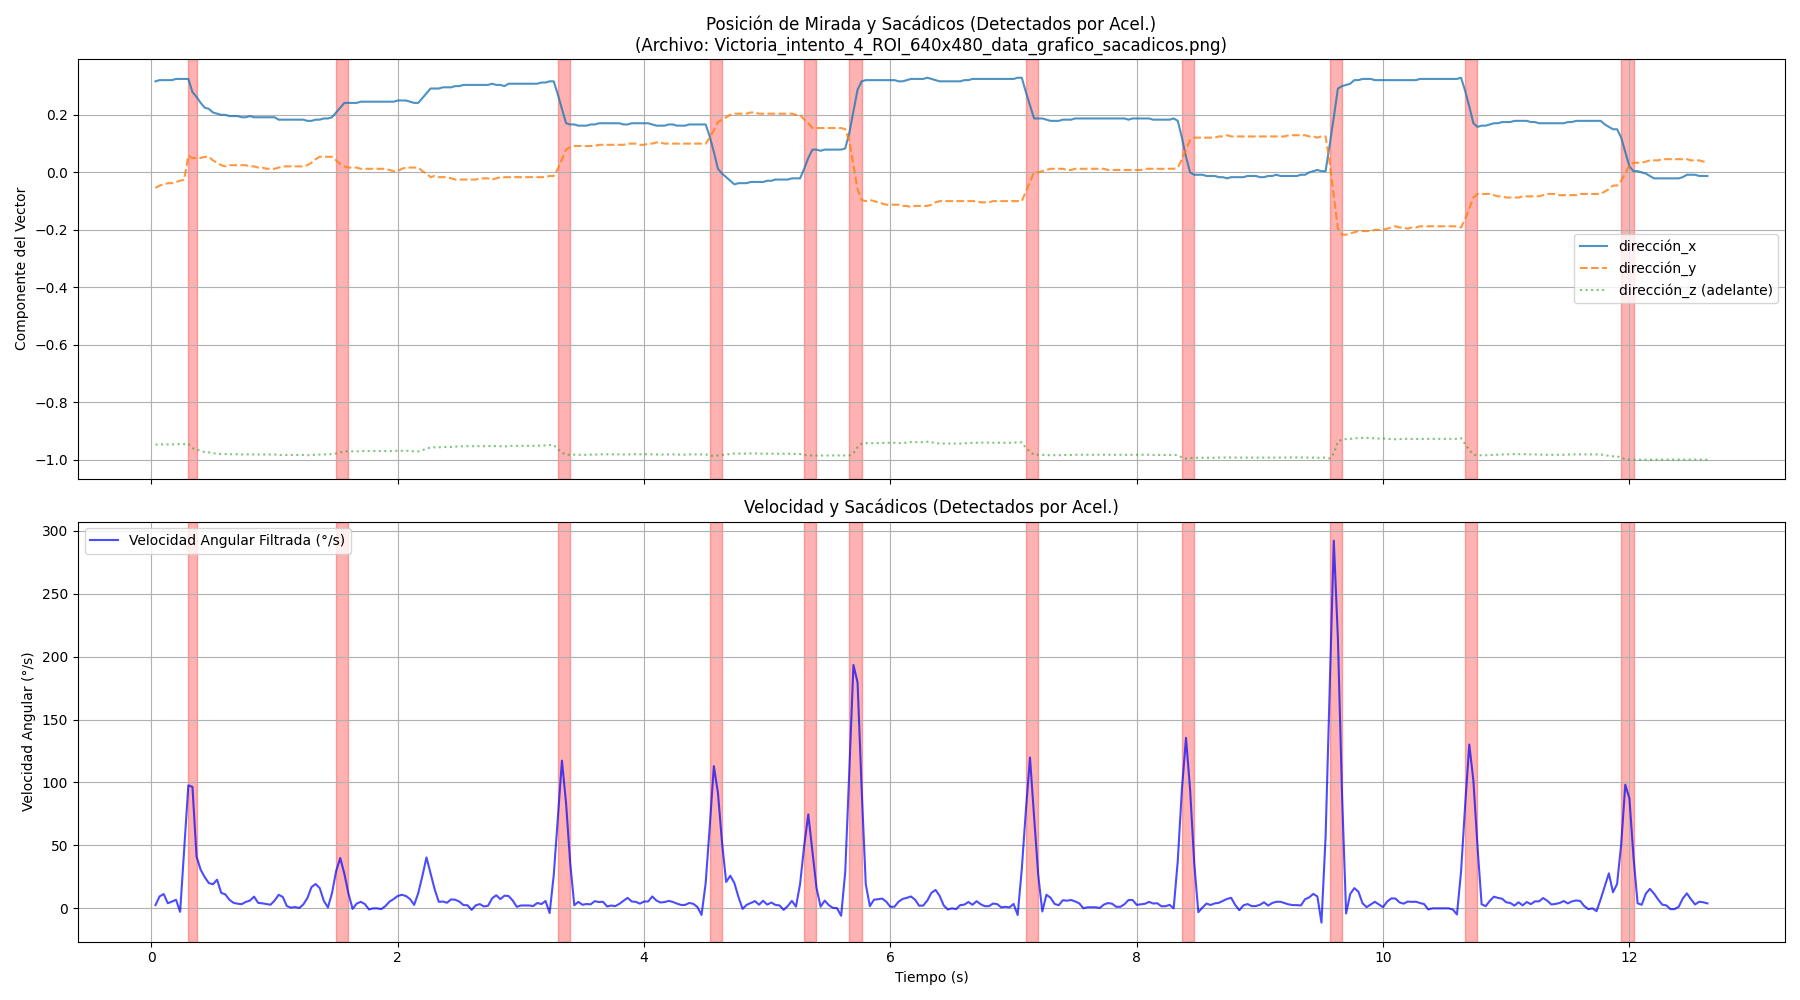 Posición de Mirada y Sacádicos (Detectados por Acel.)
(Archivo: Victoria_intento_4_ROI_640x480_data_grafico_sacadicos.png)
Componente del Vector
0.2
0.0
−0.2
−0.4
−0.6
−0.8
−1.0
dirección_x
dirección_y
dirección_z (adelante)
Velocidad y Sacádicos (Detectados por Acel.)
Velocidad Angular (°/s)
300
250
200
150
100
50
0
Velocidad Angular Filtrada (°/s)
0 2 4 6 8 10 12
Tiempo (s)